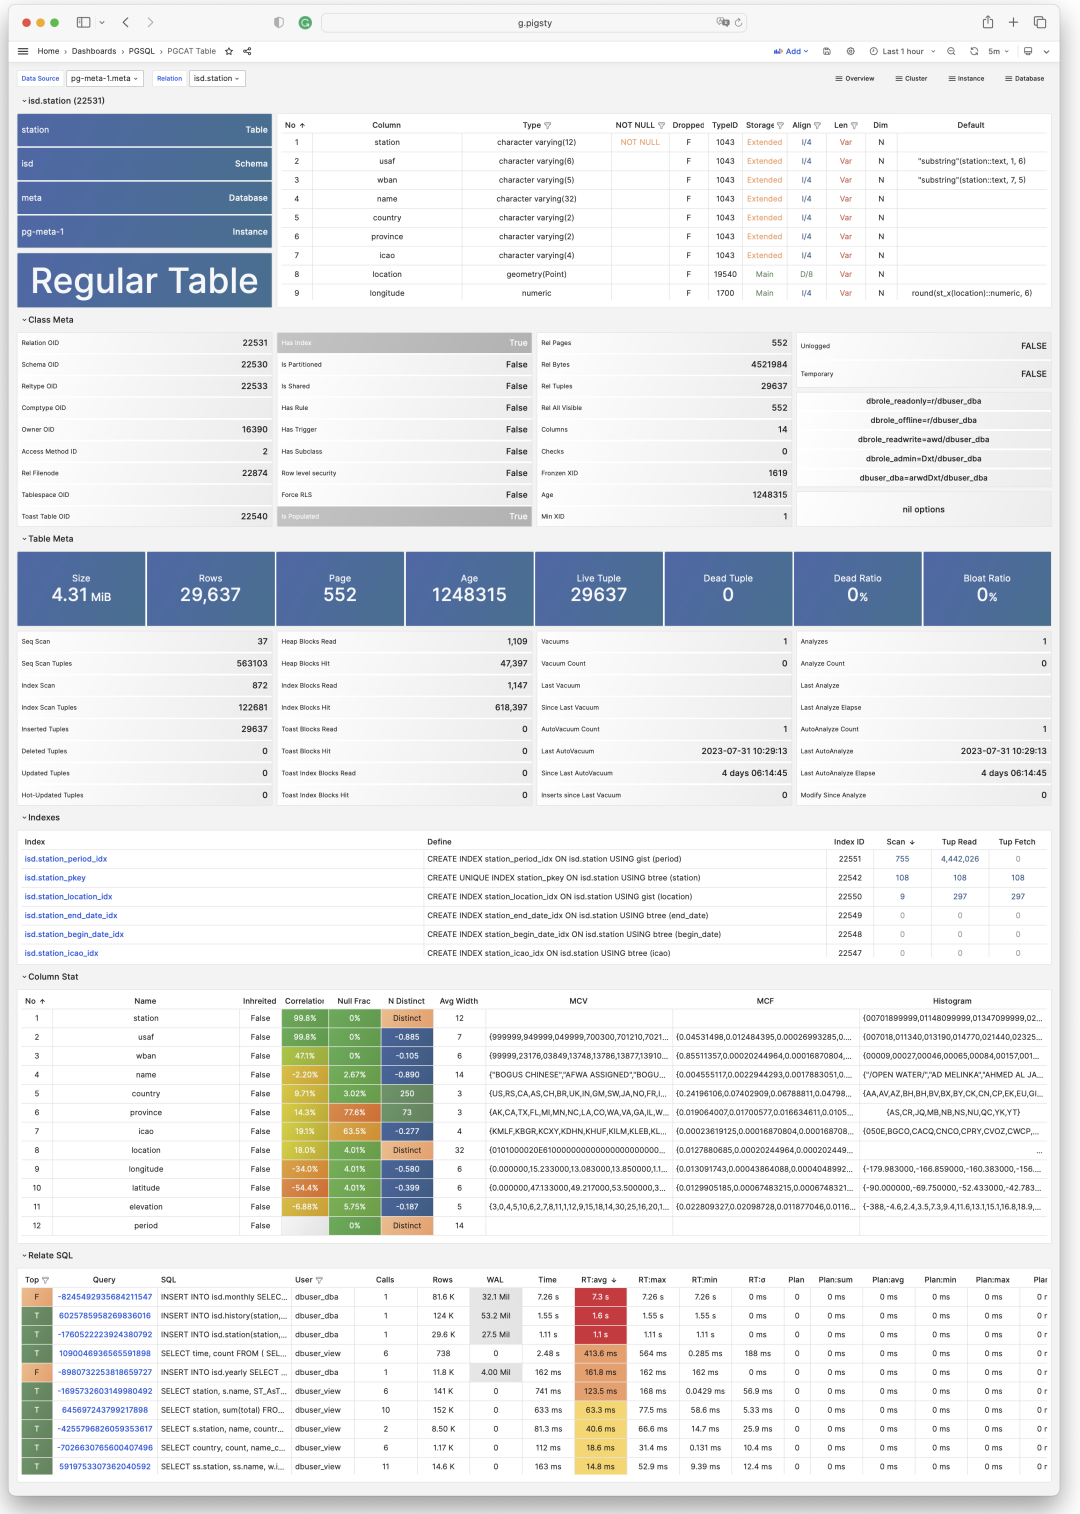 g.pigsty
Home › Dashboards › PGSQL › PGCAT Table
Add
Last 1 hour
5m
Data Source pg-meta-1.meta Relation isd.station
Overview Cluster Instance Database
isd.station (22531)
station Table
isd Schema
meta Database
pg-meta-1 Instance
Regular Table
No Column Type NOT NULL Dropped TypeID Storage Align Len Dim Default
1 station character varying(12) NOT NULL F 1043 Extended I/4 Var N
2 usaf character varying(6) F 1043 Extended I/4 Var N "substring"(station::text, 1, 6)
3 wban character varying(5) F 1043 Extended I/4 Var N "substring"(station::text, 7, 5)
4 name character varying(32) F 1043 Extended I/4 Var N
5 country character varying(2) F 1043 Extended I/4 Var N
6 province character varying(2) F 1043 Extended I/4 Var N
7 icao character varying(4) F 1043 Extended I/4 Var N
8 location geometry(Point) F 19540 Main D/8 Var N
9 longitude numeric F 1700 Main I/4 Var N round(st_x(location)::numeric, 6)
Class Meta
Relation OID 22531
Schema OID 22530
Reltype OID 22533
Comptype OID
Owner OID 16390
Access Method ID 2
Rel Filenode 22874
Tablespace OID
Toast Table OID 22540
Has Index True
Is Partitioned False
Is Shared False
Has Rule False
Has Trigger False
Has Subclass False
Row level security False
Force RLS False
Is Populated True
Rel Pages 552
Rel Bytes 4521984
Rel Tuples 29637
Rel All Visible 552
Columns 14
Checks 0
Fronzen XID 1619
Age 1248315
Min XID 1
Unlogged FALSE
Temporary FALSE
dbrole_readonly=r/dbuser_dba
dbrole_offline=r/dbuser_dba
dbrole_readwrite=awd/dbuser_dba
dbrole_admin=Dxt/dbuser_dba
dbuser_dba=arwdDxt/dbuser_dba
nil options
Table Meta
Size Rows Page Age Live Tuple Dead Tuple Dead Ratio Bloat Ratio
4.31 MiB 29,637 552 1248315 29637 0 0% 0%
Seq Scan 37
Seq Scan Tuples 563103
Index Scan 872
Index Scan Tuples 122681
Inserted Tuples 29637
Deleted Tuples 0
Updated Tuples 0
Hot-Updated Tuples 0
Heap Blocks Read 1,109
Heap Blocks Hit 47,397
Index Blocks Read 1,147
Index Blocks Hit 618,397
Toast Blocks Read 0
Toast Blocks Hit 0
Toast Index Blocks Read 0
Toast Index Blocks Hit 0
Vacuums 1
Vacuum Count 0
Last Vacuum
Since Last Vacuum
AutoVacuum Count 1
Last AutoVacuum 2023-07-31 10:29:13
Since Last AutoVacuum 4 days 06:14:45
Inserts since Last Vacuum 0
Analyzes 1
Analyze Count 0
Last Analyze
Last Analyze Elapse
AutoAnalyze Count 1
Last AutoAnalyze 2023-07-31 10:29:13
Last AutoAnalyze Elapse 4 days 06:14:45
Modify Since Analyze 0
Indexes
Index Define Index ID Scan Tup Read Tup Fetch
isd.station_period_idx CREATE INDEX station_period_idx ON isd.station USING gist (period) 22551 755 4,442,026 0
isd.station_pkey CREATE UNIQUE INDEX station_pkey ON isd.station USING btree (station) 22542 108 108 108
isd.station_location_idx CREATE INDEX station_location_idx ON isd.station USING gist (location) 22550 9 297 297
isd.station_end_date_idx CREATE INDEX station_end_date_idx ON isd.station USING btree (end_date) 22549 0 0 0
isd.station_begin_date_idx CREATE INDEX station_begin_date_idx ON isd.station USING btree (begin_date) 22548 0 0 0
isd.station_icao_idx CREATE INDEX station_icao_idx ON isd.station USING btree (icao) 22547 0 0 0
Column Stat
No Name Inhreited Correlation Null Frac N Distinct Avg Width MCV MCF Histogram
1 station False 99.8% 0% Distinct 12 {00701899999,01148099999,01347099999,02...
2 usaf False 99.8% 0% -0.885 7 {999999,949999,049999,700300,701210,7021... {0.04531498,0.012484395,0.00026993285,0.... {007018,011340,013190,014770,021440,02325...
3 wban False 47.1% 0% -0.105 6 {99999,23176,03849,13748,13786,13877,13910... {0.85511357,0.00020244964,0.00016870804,... {00009,00027,00046,00065,00084,00157,001...
4 name False -2.20% 2.67% -0.890 14 {"BOGUS CHINESE","AFWA ASSIGNED","BOGU... {0.004555117,0.0022944293,0.0017883051,0.... {"/OPEN WATER/","AD MELINKA","AHMED AL JA...
5 country False 9.71% 3.02% 250 3 {US,RS,CA,AS,CH,BR,UK,IN,GM,SW,JA,NO,FR,I... {0.24196106,0.07402909,0.06788811,0.04798... {AA,AV,AZ,BH,BH,BV,BX,BY,CK,CN,CP,EK,EU,GI...
6 province False 14.3% 77.6% 73 3 {AK,CA,TX,FL,MI,MN,NC,LA,CO,WA,VA,GA,IL,W... {0.019064007,0.01700577,0.016634611,0.0105... {AS,CR,JQ,MB,NB,NS,NU,QC,YK,YT}
7 icao False 19.1% 63.5% -0.277 4 {KMLF,KBGR,KCXY,KDHN,KHUF,KILM,KLEB,KL... {0.00023619125,0.00016870804,0.000168708... {050E,BGCO,CACQ,CNCO,CPRY,CVOZ,CWCP,...
8 location False 18.0% 4.01% Distinct 32 {0101000020E61000000000000000000000... {0.0127880685,0.00020244964,0.000202449... ...
9 longitude False -34.0% 4.01% -0.580 6 {0.000000,15.233000,13.083000,13.850000,1.1... {0.013091743,0.00043864088,0.0004048992... {-179.983000,-166.859000,-160.383000,-156....
10 latitude False -54.4% 4.01% -0.399 6 {0.000000,47.133000,49.217000,53.500000,3... {0.0129905185,0.00067483215,0.0006748321... {-90.000000,-69.750000,-52.433000,-42.783...
11 elevation False -6.88% 5.75% -0.187 5 {3,0,4,5,10,6,2,7,8,11,1,12,9,15,18,14,30,25,16,20,1... {0.022809327,0.02098728,0.011877046,0.0116... {-388,-4.6,2.4,3.5,7.3,9.4,11.6,13.1,15.1,16.8,18.9,...
12 period False 0% Distinct 14
Relate SQL
Top Query SQL User Calls Rows WAL Time RT:avg RT:max RT:min RT:σ Plan Plan:sum Plan:avg Plan:min Plan:max Plar
F -8245492935684211547 INSERT INTO isd.monthly SELEC... dbuser_dba 1 81.6 K 32.1 Mil 7.26 s 7.3 s 7.26 s 7.26 s 0 ms 0 0 ms 0 ms 0 ms 0 ms 0 r
T 6025785958269836016 INSERT INTO isd.history(station,... dbuser_dba 1 124 K 53.2 Mil 1.55 s 1.6 s 1.55 s 1.55 s 0 ms 0 0 ms 0 ms 0 ms 0 ms 0 r
T -1760522223924380792 INSERT INTO isd.station(station,... dbuser_dba 1 29.6 K 27.5 Mil 1.11 s 1.1 s 1.11 s 1.11 s 0 ms 0 0 ms 0 ms 0 ms 0 ms 0 r
T 1090046936565591898 SELECT time, count FROM ( SEL... dbuser_view 6 738 0 2.48 s 413.6 ms 564 ms 0.285 ms 188 ms 0 0 ms 0 ms 0 ms 0 ms 0 r
F -8980732253818659727 INSERT INTO isd.yearly SELECT ... dbuser_dba 1 11.8 K 4.00 Mil 162 ms 161.8 ms 162 ms 162 ms 0 ms 0 0 ms 0 ms 0 ms 0 ms 0 r
T -1695732603149980492 SELECT station, s.name, ST_AsT... dbuser_view 6 141 K 0 741 ms 123.5 ms 168 ms 0.0429 ms 56.9 ms 0 0 ms 0 ms 0 ms 0 ms 0 r
T 645697243799217898 SELECT station, sum(total) FRO... dbuser_view 10 152 K 0 633 ms 63.3 ms 77.5 ms 58.6 ms 5.33 ms 0 0 ms 0 ms 0 ms 0 ms 0 r
T -4255796826059353617 SELECT s.station, name, countr... dbuser_view 2 8.50 K 0 81.3 ms 40.6 ms 66.6 ms 14.7 ms 25.9 ms 0 0 ms 0 ms 0 ms 0 ms 0 r
T -7026630765600407496 SELECT country, count, name_c... dbuser_view 6 1.17 K 0 112 ms 18.6 ms 31.4 ms 0.131 ms 10.4 ms 0 0 ms 0 ms 0 ms 0 ms 0 r
T 5919753307362040592 SELECT ss.station, ss.name, w.i... dbuser_view 11 14.6 K 0 163 ms 14.8 ms 52.9 ms 9.39 ms 12.4 ms 0 0 ms 0 ms 0 ms 0 ms 0 r